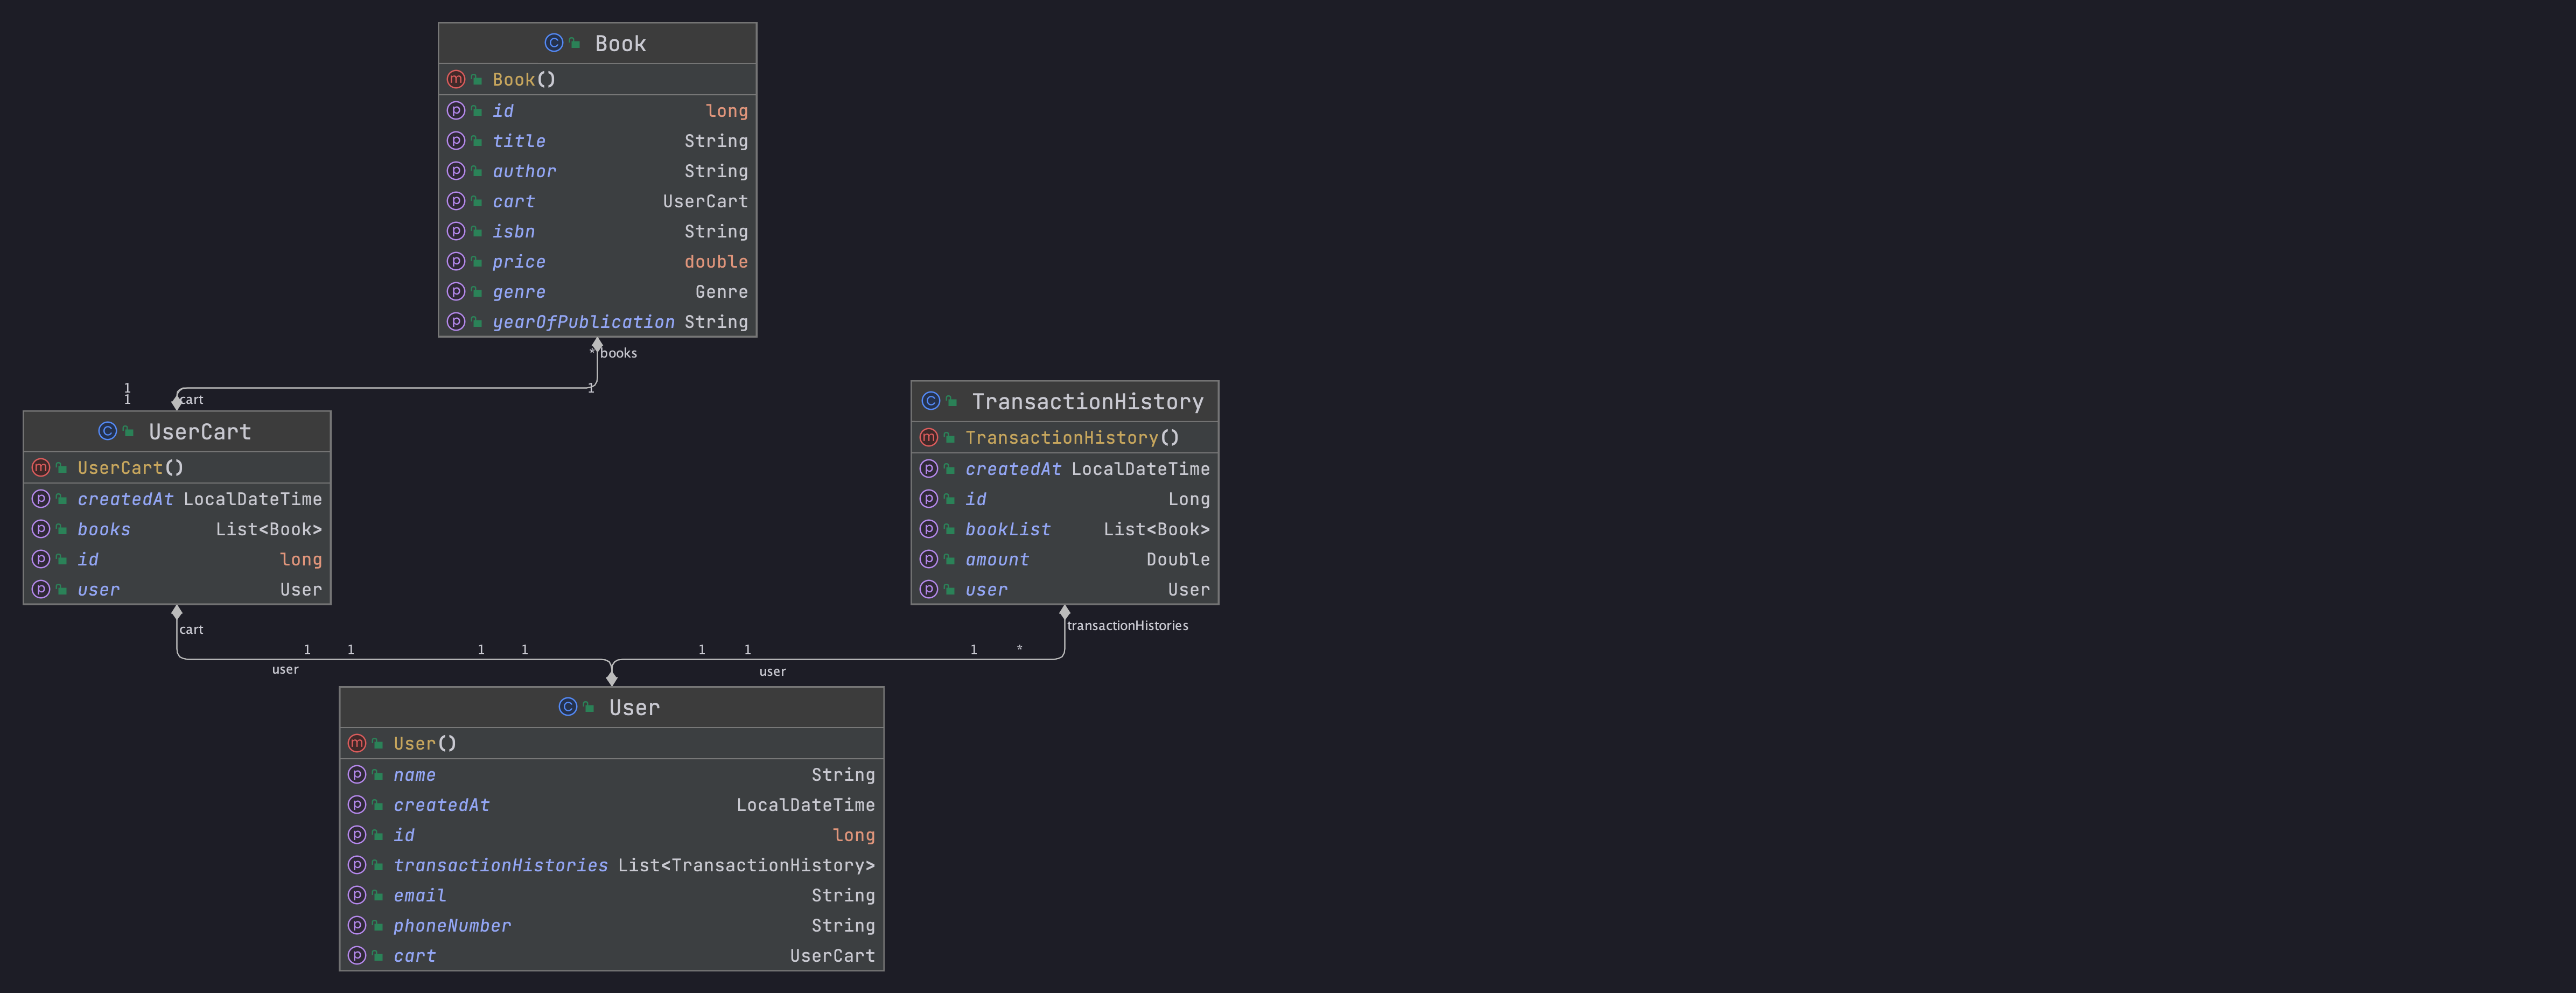 Book
Book()
id long
title String
author String
cart UserCart
isbn String
price double
genre Genre
yearOfPublication String
* books
1
1
1 cart
UserCart
UserCart()
createdAt LocalDateTime
books List<Book>
id long
user User
TransactionHistory
TransactionHistory()
createdAt LocalDateTime
id Long
bookList List<Book>
amount Double
user User
cart
transactionHistories
1 1 1 1 1 1 1 *
user user
User
User()
name String
createdAt LocalDateTime
id long
transactionHistories List<TransactionHistory>
email String
phoneNumber String
cart UserCart